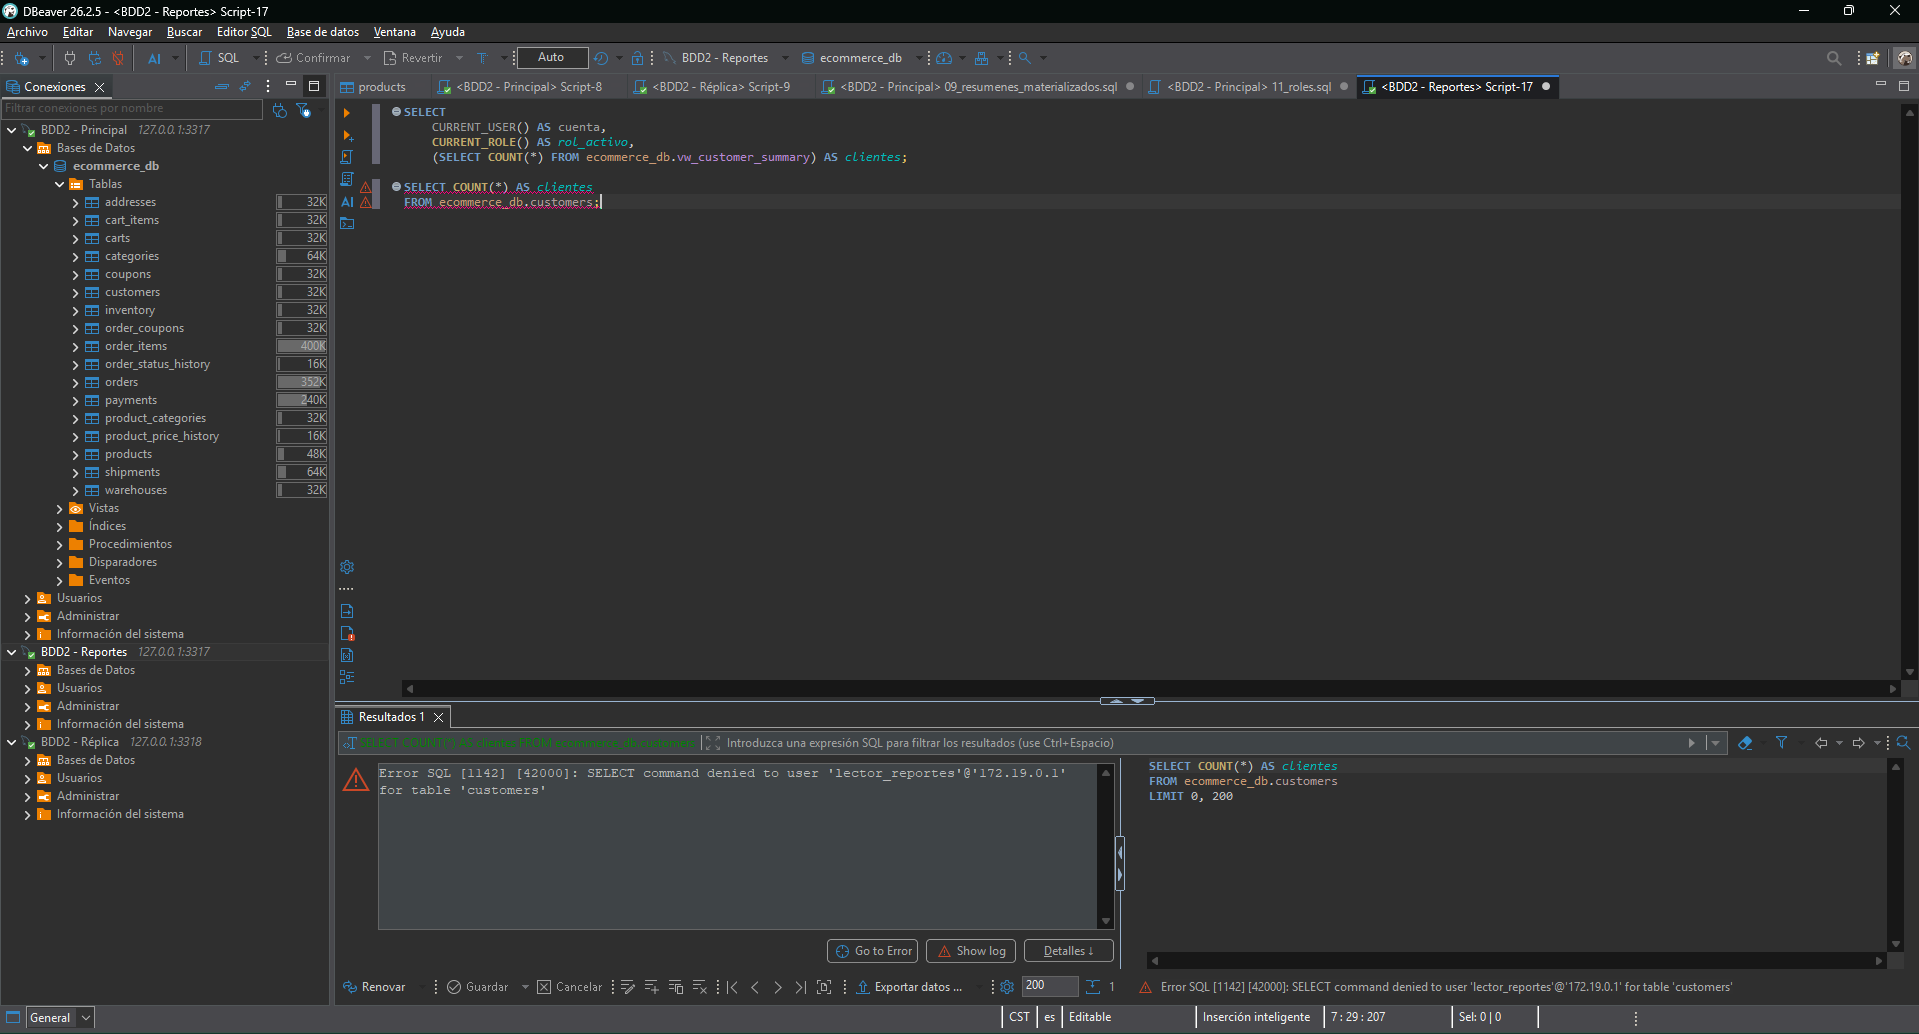 DBeaver 26.2.5 - <BDD2 - Reportes> Script-17
Archivo Editar Navegar Buscar Editor SQL Base de datos Ventana Ayuda
AI SQL Confirmar Revertir Auto BDD2 - Reportes ecommerce_db
Conexiones
Filtrar conexiones por nombre
BDD2 - Principal 127.0.0.1:3317
Bases de Datos
ecommerce_db
Tablas
addresses 32K
cart_items 32K
carts 32K
categories 64K
coupons 32K
customers 32K
inventory 32K
order_coupons 32K
order_items 400K
order_status_history 16K
orders 352K
payments 240K
product_categories 32K
product_price_history 16K
products 48K
shipments 64K
warehouses 32K
Vistas
Índices
Procedimientos
Disparadores
Eventos
Usuarios
Administrar
Información del sistema
BDD2 - Reportes 127.0.0.1:3317
Bases de Datos
Usuarios
Administrar
Información del sistema
BDD2 - Réplica 127.0.0.1:3318
Bases de Datos
Usuarios
Administrar
Información del sistema
General
products <BDD2 - Principal> Script-8 <BDD2 - Réplica> Script-9 <BDD2 - Principal> 09_resumenes_materializados.sql <BDD2 - Principal> 11_roles.sql <BDD2 - Reportes> Script-17
SELECT
CURRENT_USER() AS cuenta,
CURRENT_ROLE() AS rol_activo,
(SELECT COUNT(*) FROM ecommerce_db.vw_customer_summary) AS clientes;
SELECT COUNT(*) AS clientes
FROM ecommerce_db.customers;
AI
Resultados 1
SELECT COUNT(*) AS clientes FROM ecommerce_db.customers Introduzca una expresión SQL para filtrar los resultados (use Ctrl+Espacio)
Error SQL [1142] [42000]: SELECT command denied to user 'lector_reportes'@'172.19.0.1'
for table 'customers'
Go to Error Show log Detalles ↓
SELECT COUNT(*) AS clientes
FROM ecommerce_db.customers
LIMIT 0, 200
Renovar Guardar Cancelar Exportar datos ... 200 1 Error SQL [1142] [42000]: SELECT command denied to user 'lector_reportes'@'172.19.0.1' for table 'customers'
CST es Editable Inserción inteligente 7 : 29 : 207 Sel: 0 | 0